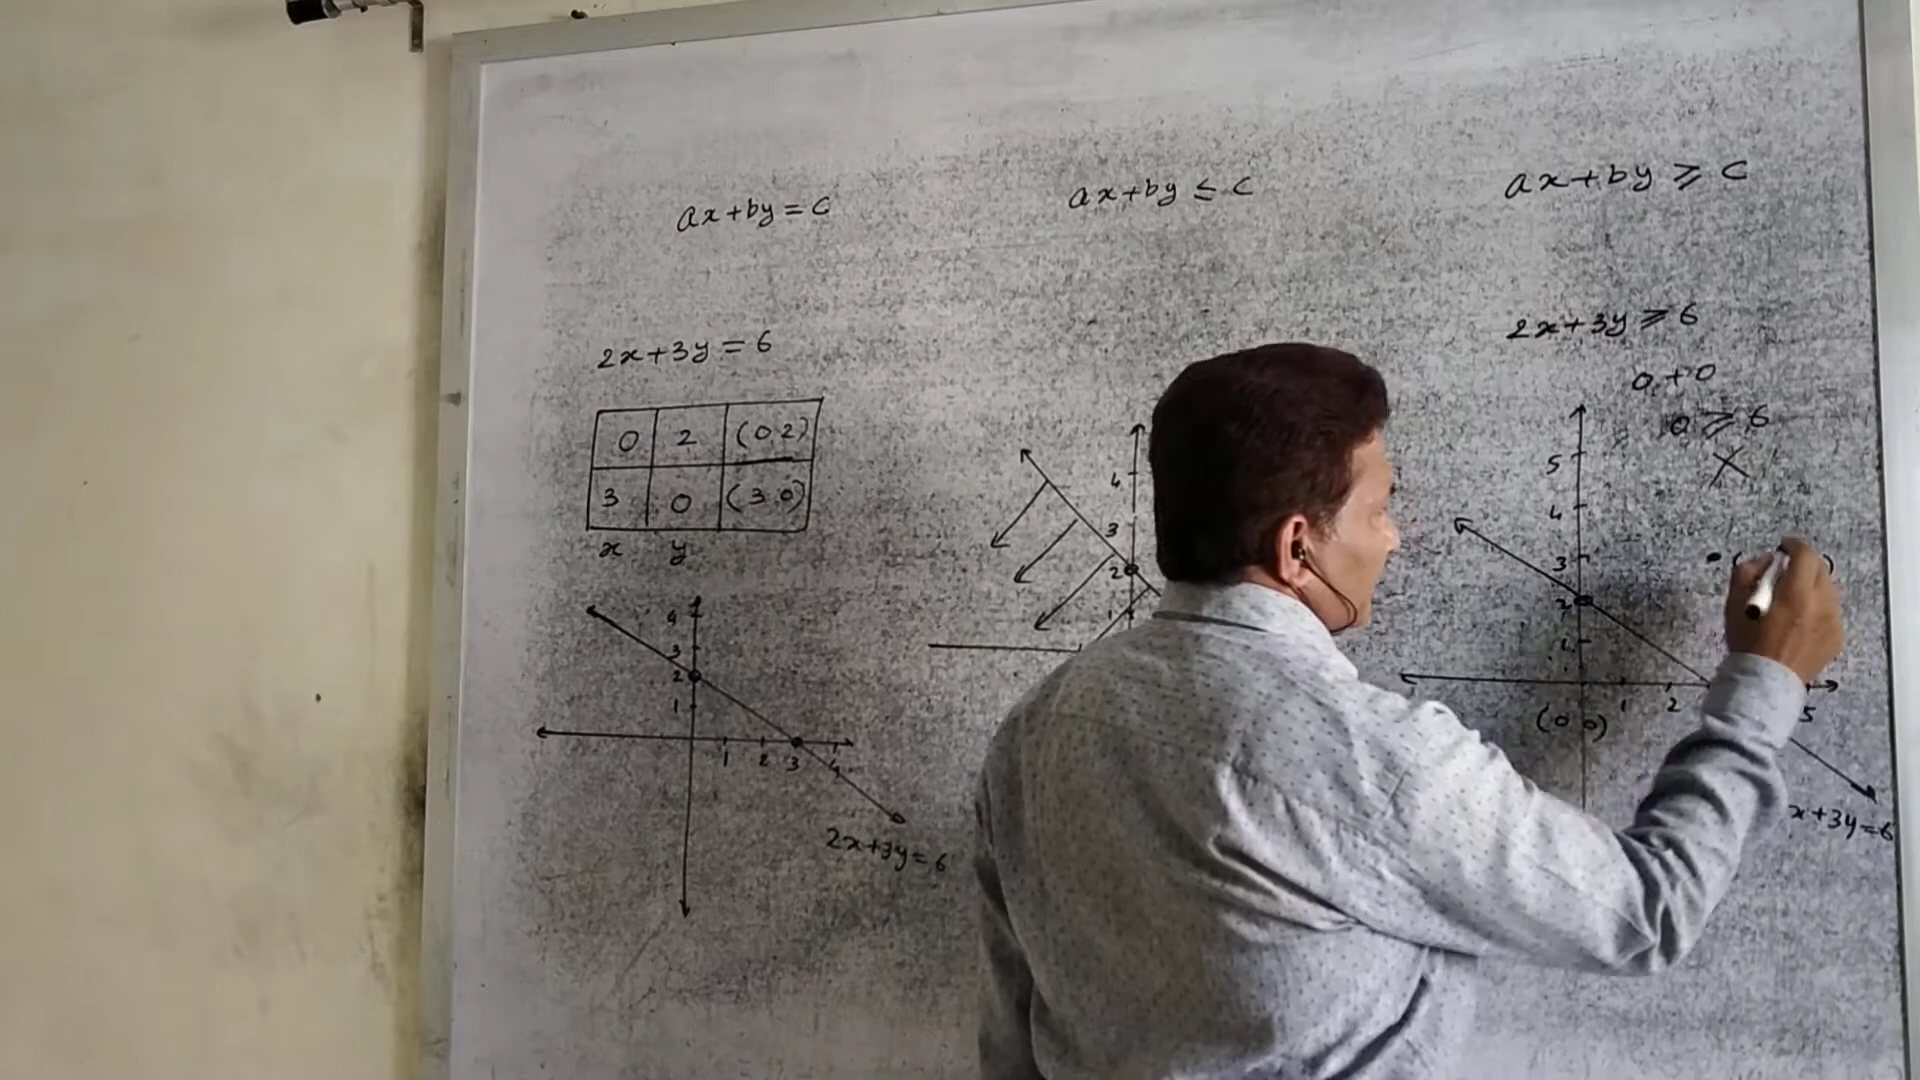 ax+by=c
ax+by ≤ c
ax+by ⩾ c
2x+3y=6
0 2 (0 2)
3 0 (3 0)
x y
4
3
2
1
1 2 3 4
2x+3y=6
4
3
2
1
2x+3y ⩾ 6
0+0
0 ⩾ 6
X
5
4
3
2
1
(
)
(0 0)
1 2 5
x+3y=6